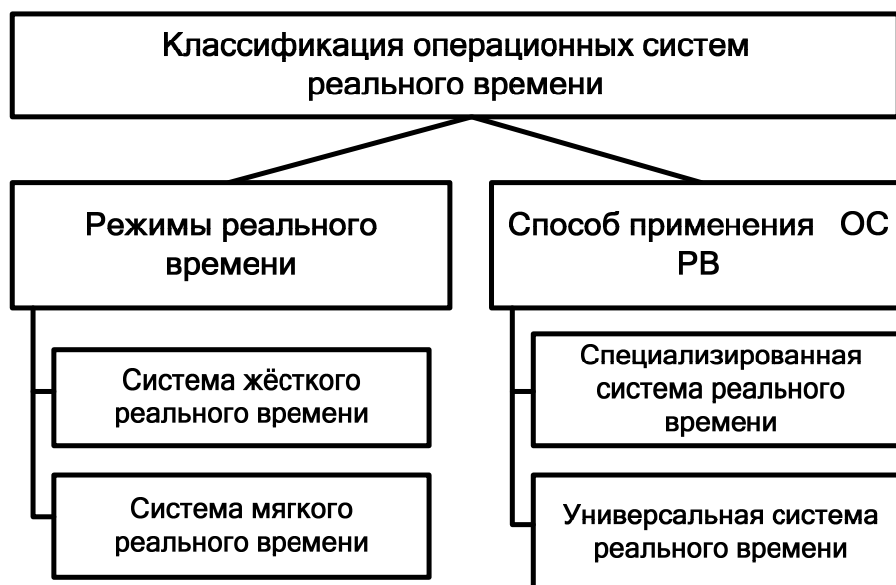 Классификация операционных систем
реального времени
Режимы реального
времени
Способ применения ОС
РВ
Система жёсткого
реального времени
Система мягкого
реального времени
Специализированная
система реального
времени
Универсальная система
реального времени